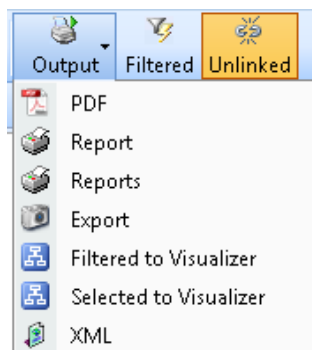 Output Filtered Unlinked
PDF
Report
Reports
Export
Filtered to Visualizer
Selected to Visualizer
XML